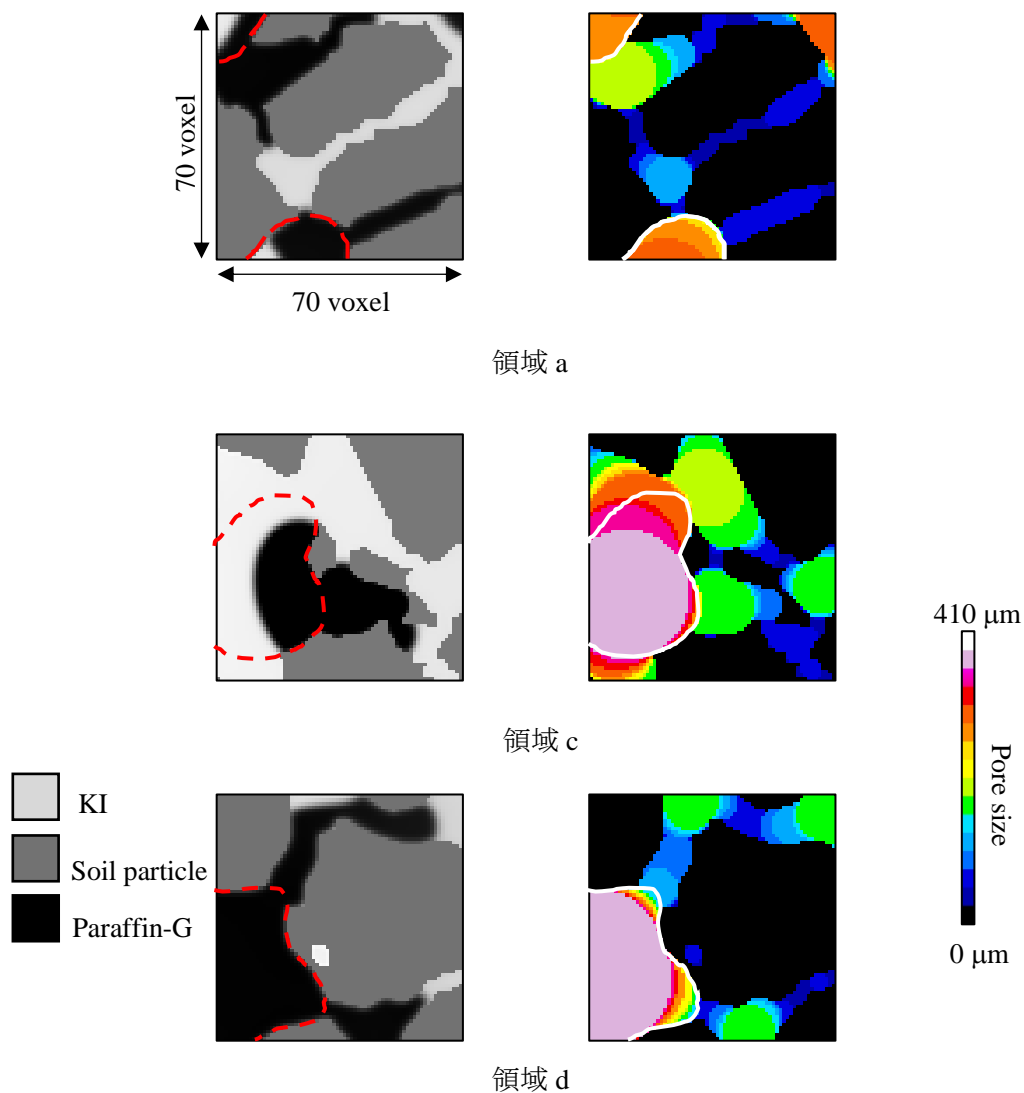 70 voxel
70 voxel
領域 a
領域 c
KI
Soil particle
Paraffin-G
410 μm
Pore size
0 μm
領域 d